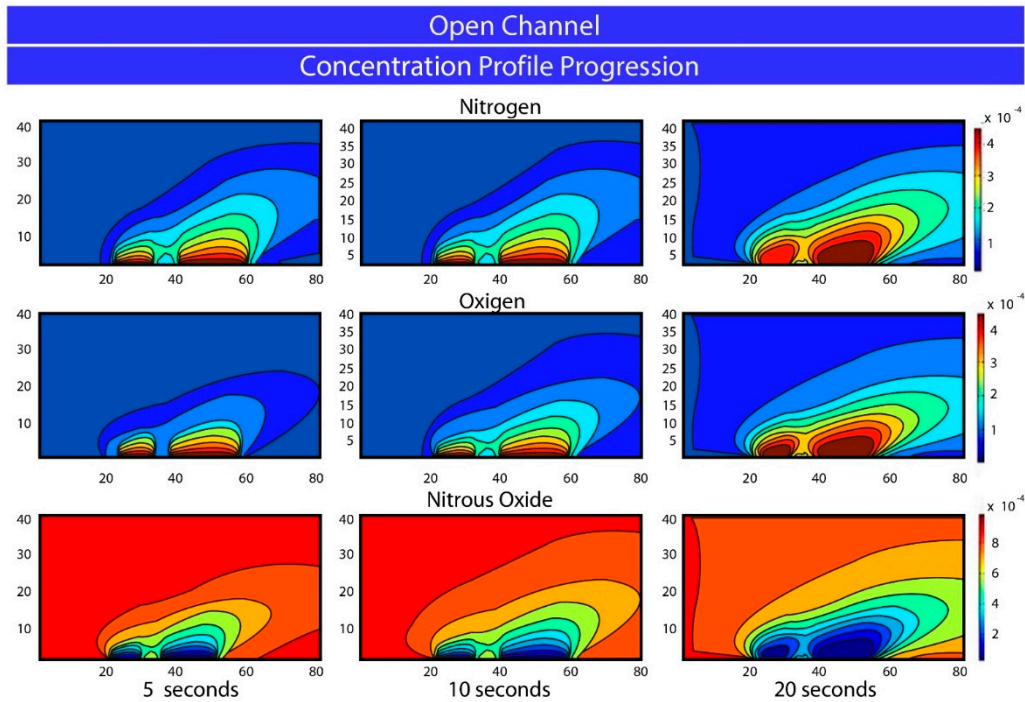 Open Channel
Concentration Profile Progression
Nitrogen
x 10⁻⁴
40 40 40
35 35 4
30 30 30
25 25 3
20 20 20
15 15 2
10 10 10
5 5 1
20 40 60 80 20 40 60 80 20 40 60 80
Oxigen
x 10⁻⁴
40 40 40
35 35 4
30 30 30
25 25 3
20 20 20
15 15 2
10 10 10
5 5 1
20 40 60 80 20 40 60 80 20 40 60 80
Nitrous Oxide
x 10⁻⁴
40 40 40
30 30 30 8
20 20 20 6
10 10 10 4
2
20 40 60 80 20 40 60 80 20 40 60 80
5 seconds 10 seconds 20 seconds